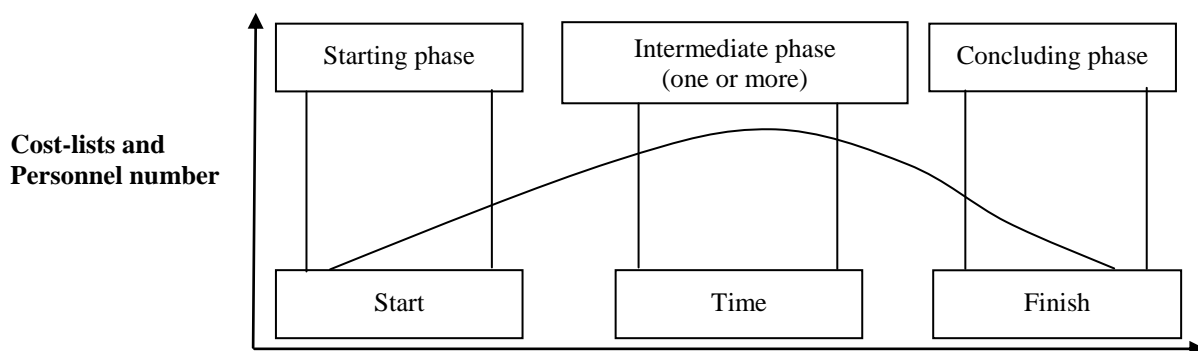 Starting phase
Intermediate phase
(one or more)
Concluding phase
Cost-lists and
Personnel number
Start
Time
Finish